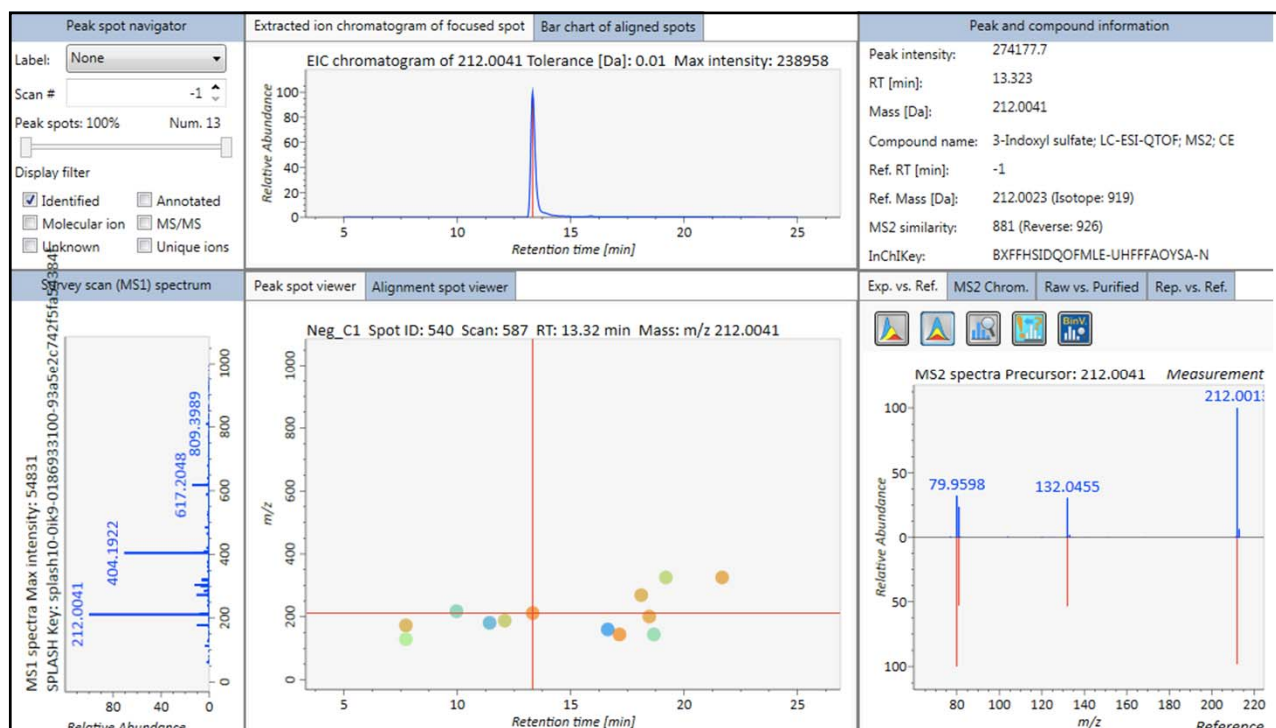 Peak spot navigator
Label: None
Scan # -1
Peak spots: 100% Num. 13
Display filter
Identified Annotated
Molecular ion MS/MS
Unknown Unique ions
Extracted ion chromatogram of focused spot Bar chart of aligned spots
EIC chromatogram of 212.0041 Tolerance [Da]: 0.01 Max intensity: 238958
Relative Abundance
100
80
60
40
20
0
5 10 15 20 25
Retention time [min]
Peak and compound information
Peak intensity: 274177.7
RT [min]: 13.323
Mass [Da]: 212.0041
Compound name: 3-Indoxyl sulfate; LC-ESI-QTOF; MS2; CE
Ref. RT [min]: -1
Ref. Mass [Da]: 212.0023 (Isotope: 919)
MS2 similarity: 881 (Reverse: 926)
InChIKey: BXFFHSIDQOFMLE-UHFFFAOYSA-N
Survey scan (MS1) spectrum
MS1 spectra Max intensity: 54831
212.0041
404.1922
617.2048
809.3989
0 200 400 600 800 1000
80 40 0
Relative Abundance
Peak spot viewer Alignment spot viewer
Neg_C1 Spot ID: 540 Scan: 587 RT: 13.32 min Mass: m/z 212.0041
m/z
1000
800
600
400
200
0
5 10 15 20 25
Retention time [min]
Exp. vs. Ref. MS2 Chrom. Raw vs. Purified Rep. vs. Ref.
BinV.
MS2 spectra Precursor: 212.0041 Measurement
212.0013
79.9598 132.0455
Relative Abundance
100
50
0
50
100
80 100 120 140 160 180 200 220
m/z
Reference